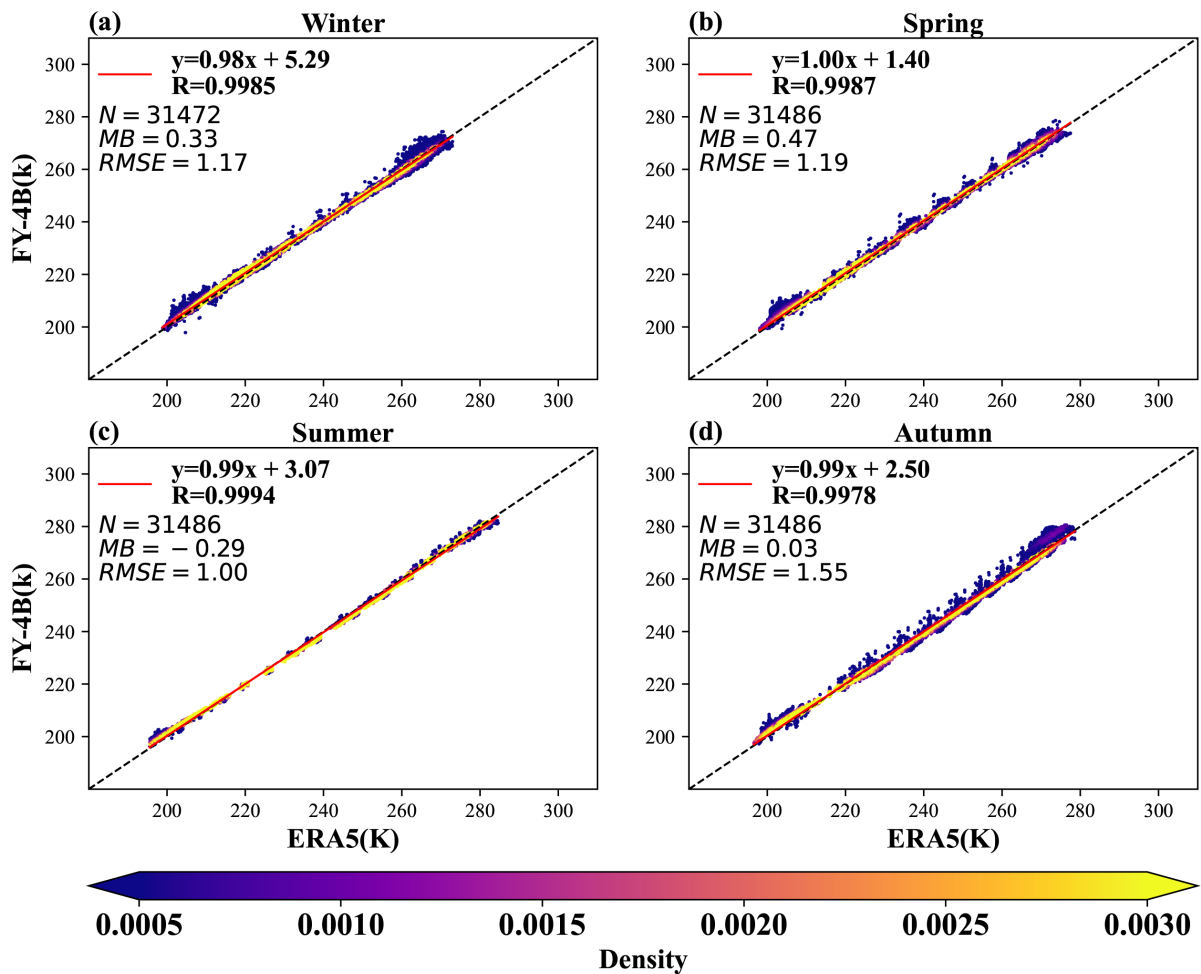 (a) Winter
y=0.98x + 5.29
R=0.9985
N = 31472
MB = 0.33
RMSE = 1.17
300
280
260
240
220
200
FY-4B(k)
200 220 240 260 280 300
(b) Spring
y=1.00x + 1.40
R=0.9987
N = 31486
MB = 0.47
RMSE = 1.19
300
280
260
240
220
200
200 220 240 260 280 300
(c) Summer
y=0.99x + 3.07
R=0.9994
N = 31486
MB = − 0.29
RMSE = 1.00
300
280
260
240
220
200
FY-4B(k)
200 220 240 260 280 300
ERA5(K)
(d) Autumn
y=0.99x + 2.50
R=0.9978
N = 31486
MB = 0.03
RMSE = 1.55
300
280
260
240
220
200
200 220 240 260 280 300
ERA5(K)
0.0005 0.0010 0.0015 0.0020 0.0025 0.0030
Density